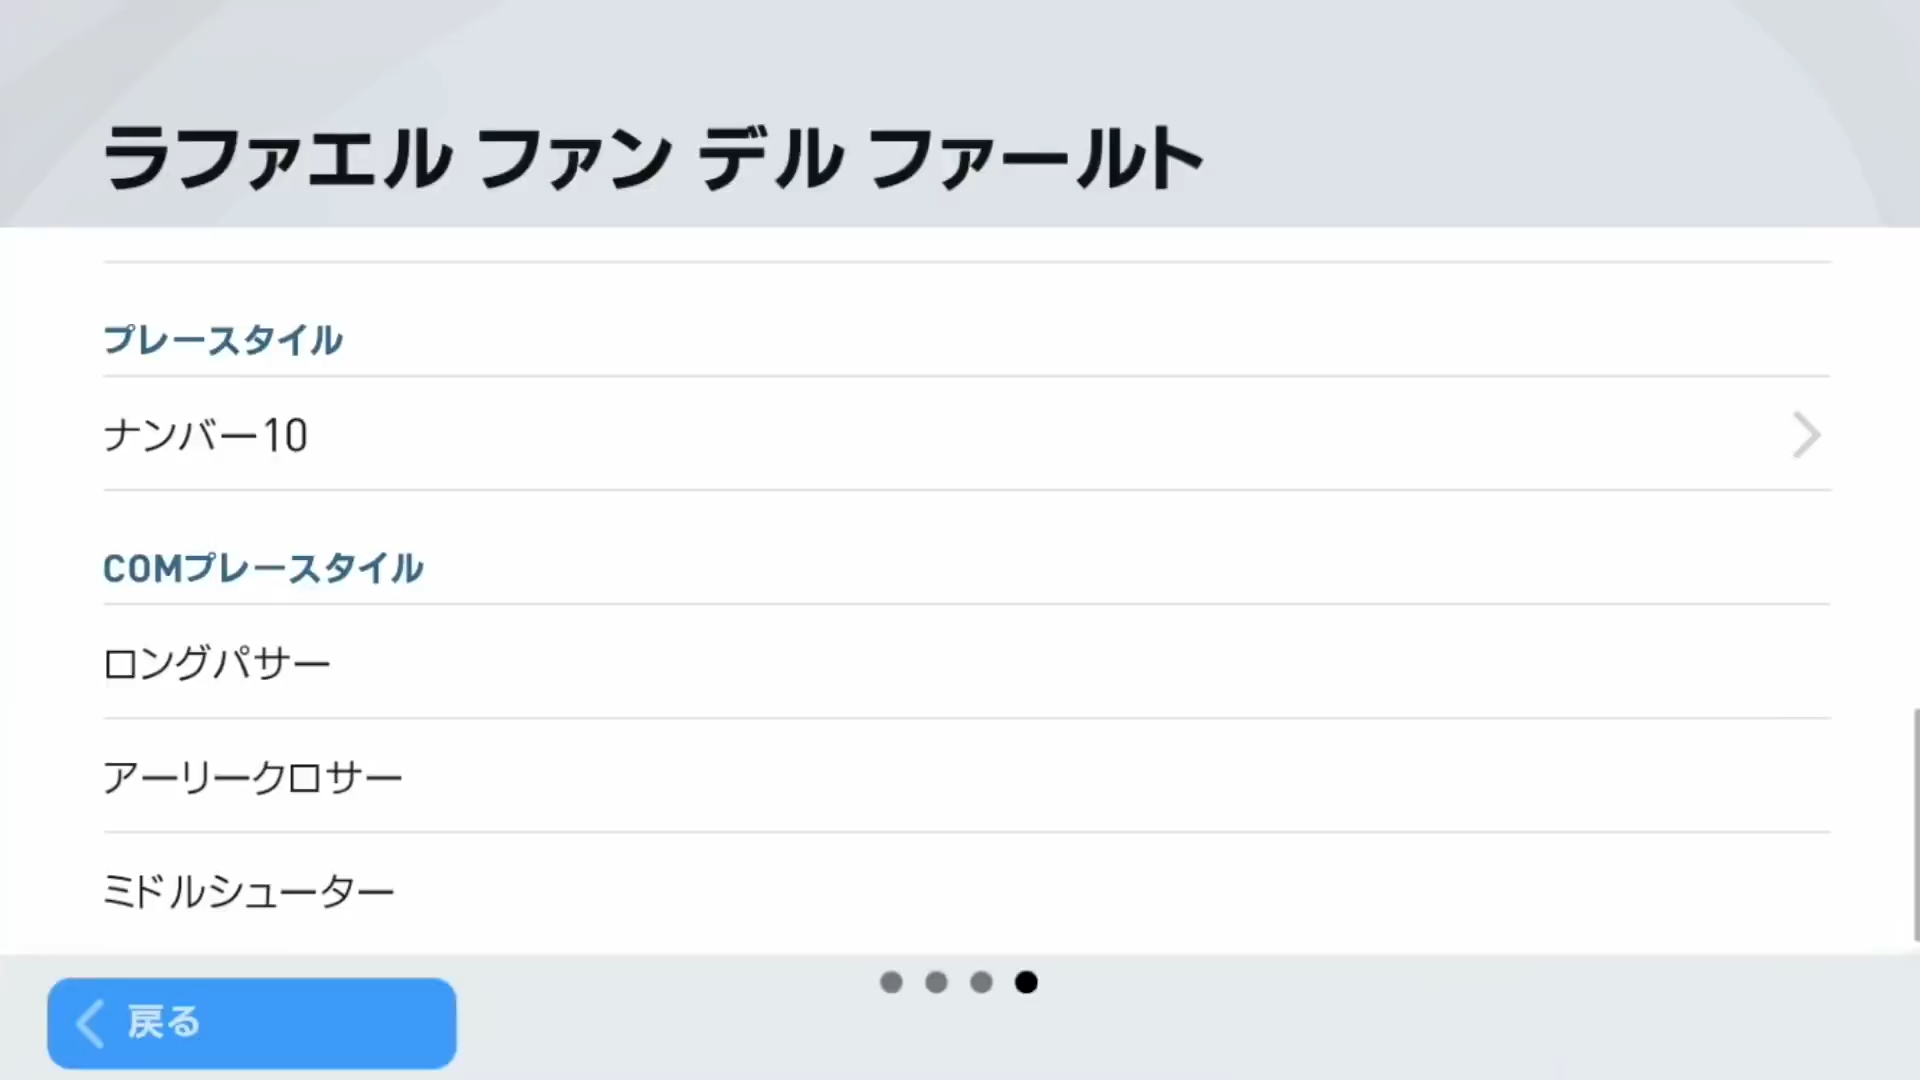 ラファエル ファン デル ファールト
プレースタイル
ナンバー10
COMプレースタイル
ロングパサー
アーリークロサー
ミドルシューター
戻る